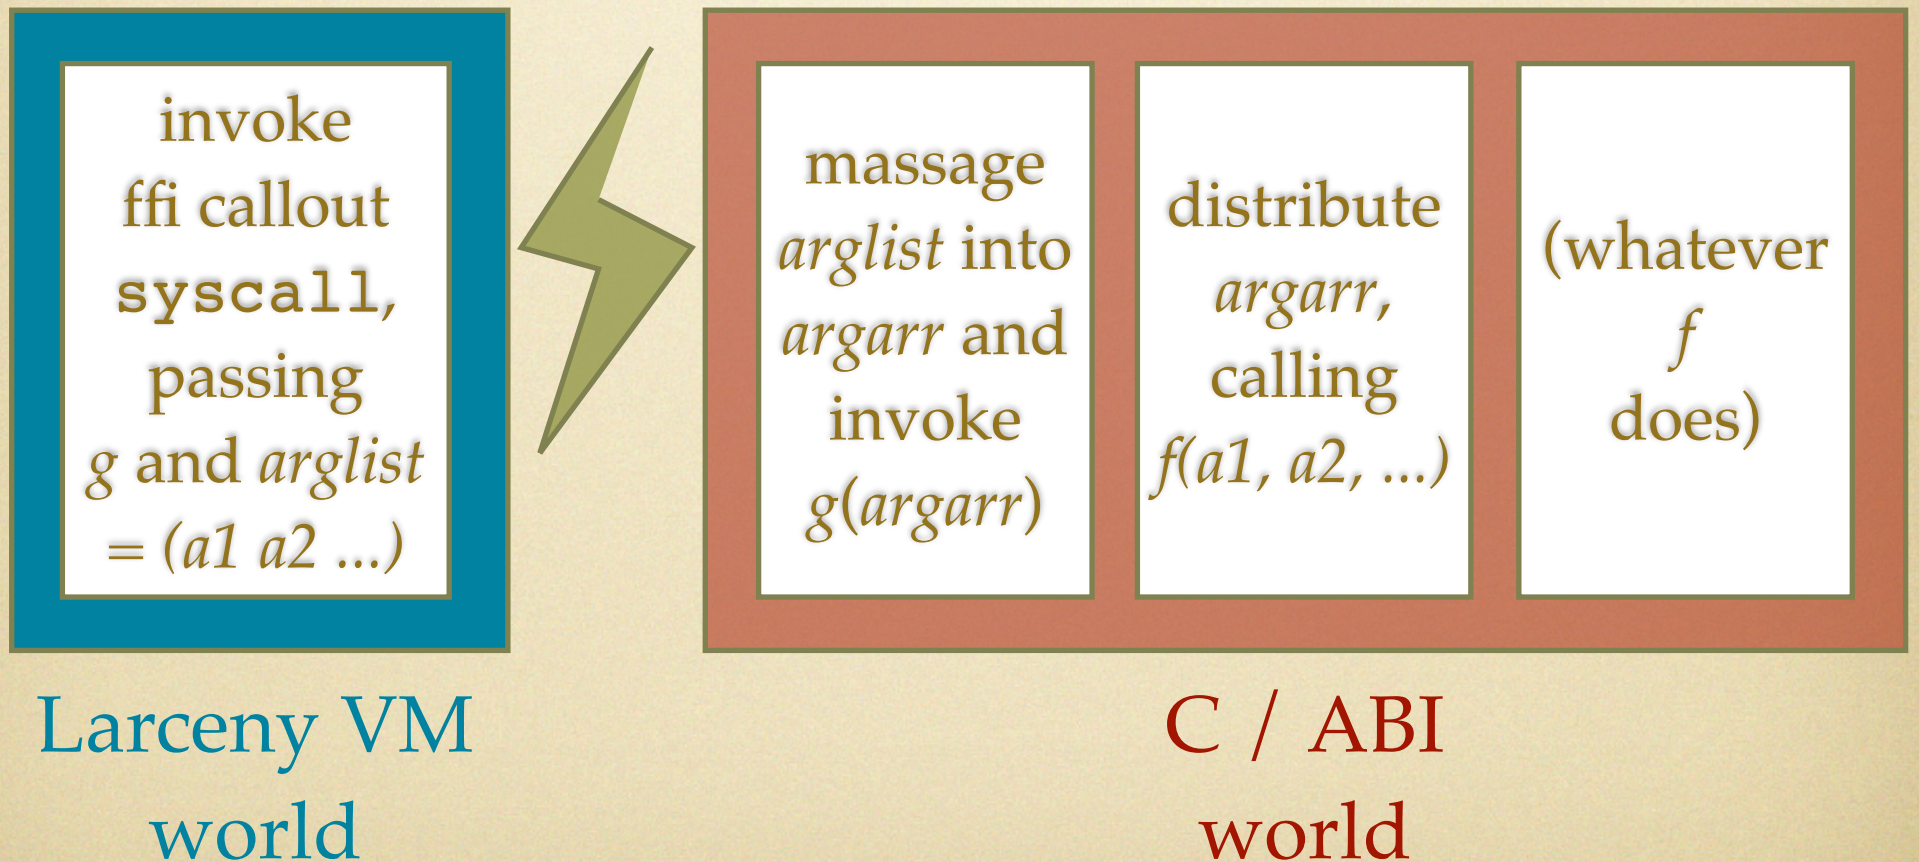 invoke
ffi callout
syscall,
passing
g and arglist
= (a1 a2 ...)
massage
arglist into
argarr and
invoke
g(argarr)
distribute
argarr,
calling
f(a1, a2, ...)
(whatever
f
does)
Larceny VM
world
C / ABI
world